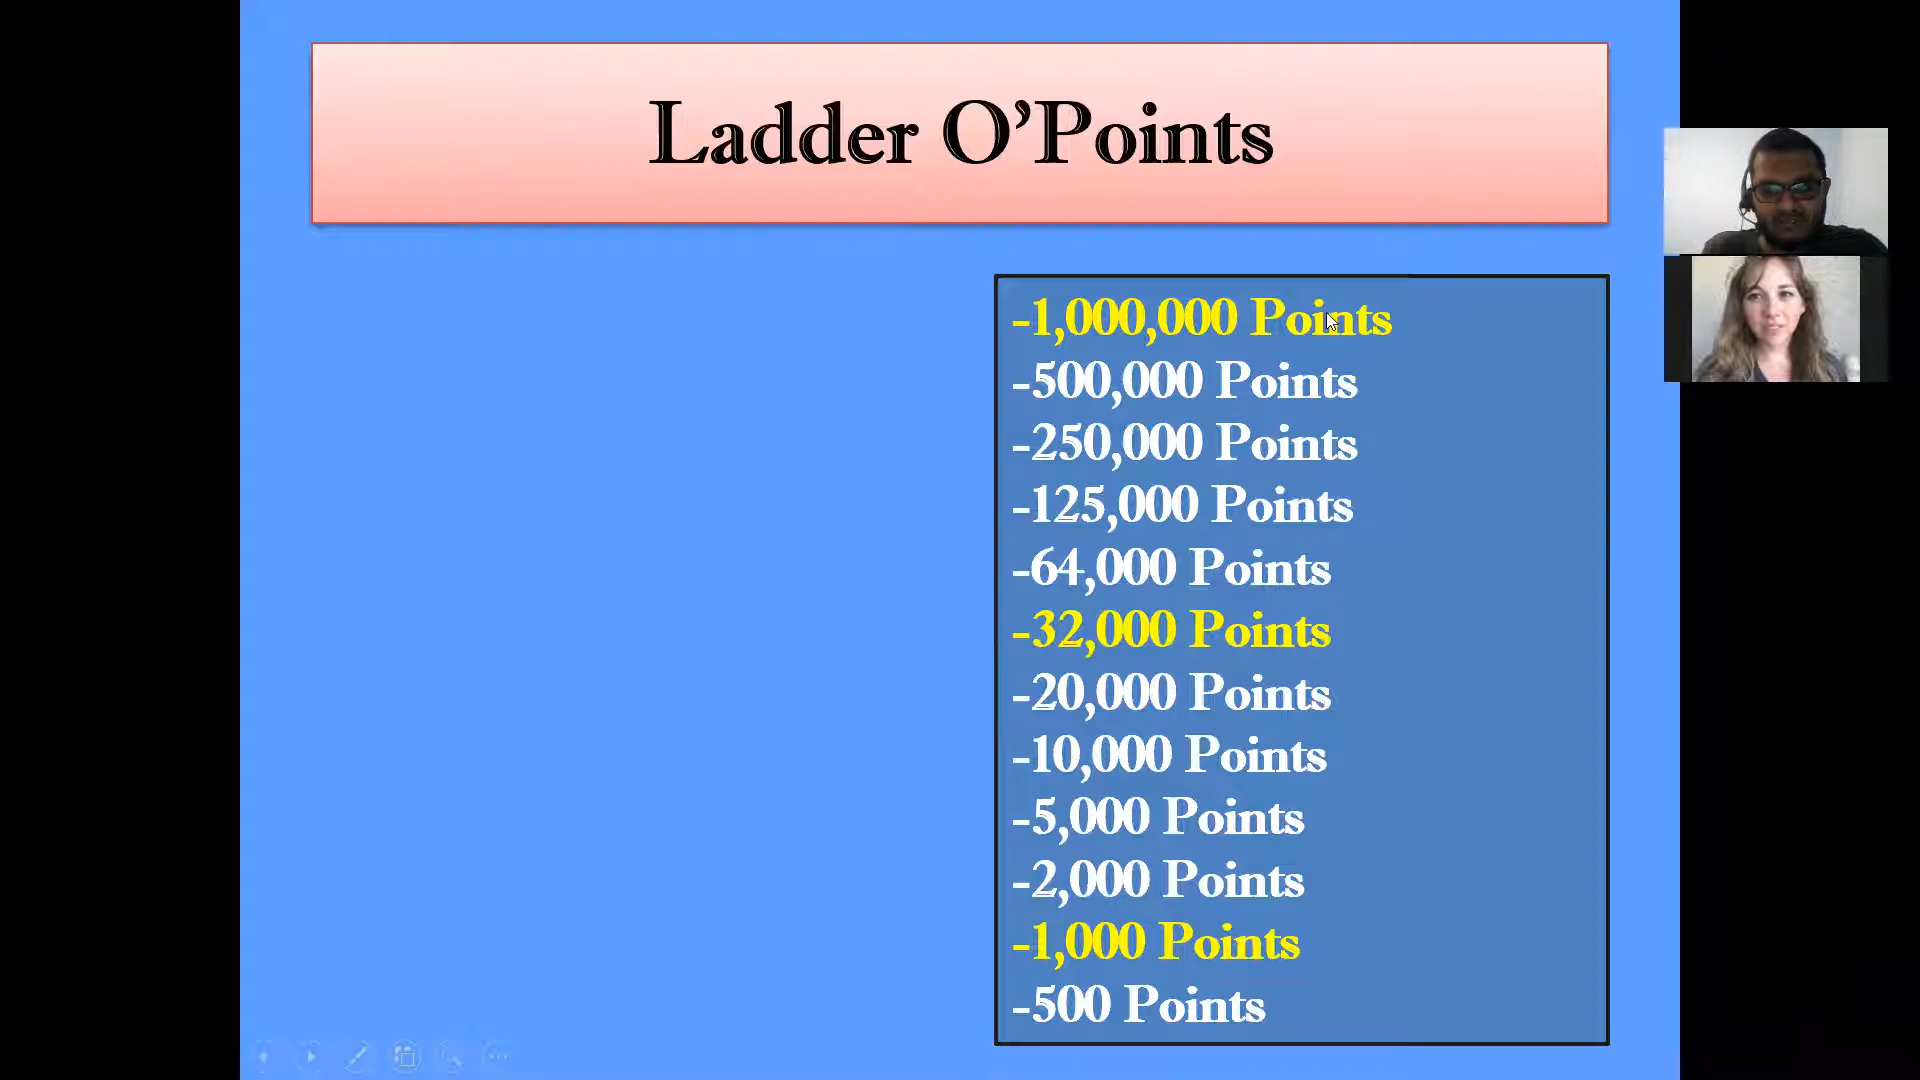 Ladder O’Points
-1,000,000 Points
-500,000 Points
-250,000 Points
-125,000 Points
-64,000 Points
-32,000 Points
-20,000 Points
-10,000 Points
-5,000 Points
-2,000 Points
-1,000 Points
-500 Points